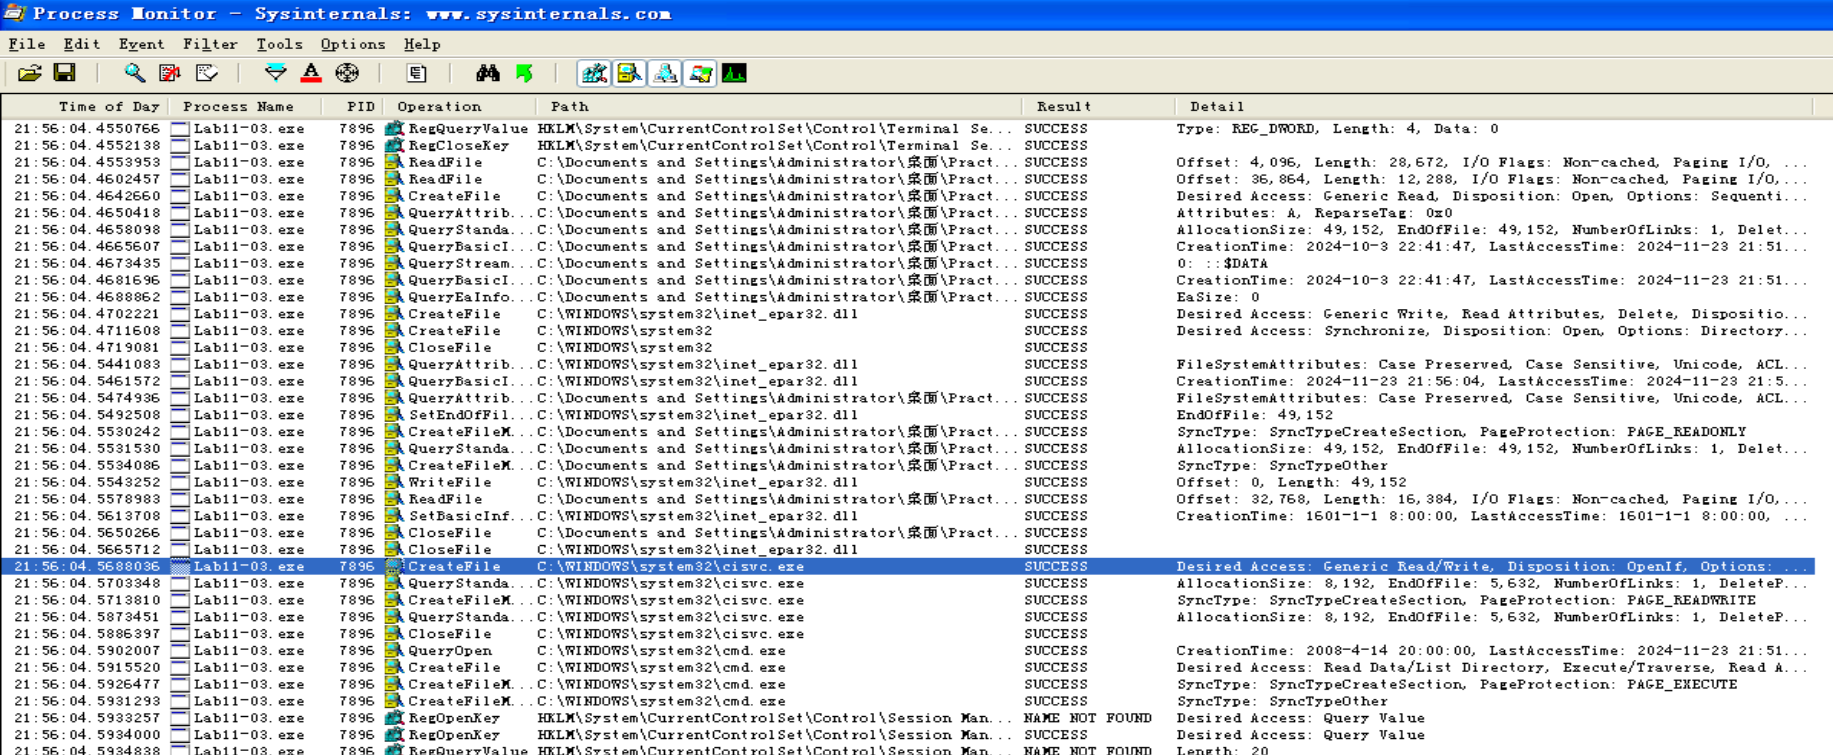 Process Monitor - Sysinternals: www.sysinternals.com
File Edit Event Filter Tools Options Help
Time of Day Process Name PID Operation Path Result Detail
21:56:04.4550766 Lab11-03.exe 7896 RegQueryValue HKLM\System\CurrentControlSet\Control\Terminal Se... SUCCESS Type: REG_DWORD, Length: 4, Data: 0
21:56:04.4552138 Lab11-03.exe 7896 RegCloseKey HKLM\System\CurrentControlSet\Control\Terminal Se... SUCCESS
21:56:04.4553953 Lab11-03.exe 7896 ReadFile C:\Documents and Settings\Administrator\桌面\Pract... SUCCESS Offset: 4,096, Length: 28,672, I/O Flags: Non-cached, Paging I/O, ...
21:56:04.4602457 Lab11-03.exe 7896 ReadFile C:\Documents and Settings\Administrator\桌面\Pract... SUCCESS Offset: 36,864, Length: 12,288, I/O Flags: Non-cached, Paging I/O,...
21:56:04.4642660 Lab11-03.exe 7896 CreateFile C:\Documents and Settings\Administrator\桌面\Pract... SUCCESS Desired Access: Generic Read, Disposition: Open, Options: Sequenti...
21:56:04.4650418 Lab11-03.exe 7896 QueryAttrib... C:\Documents and Settings\Administrator\桌面\Pract... SUCCESS Attributes: A, ReparseTag: 0x0
21:56:04.4658098 Lab11-03.exe 7896 QueryStanda... C:\Documents and Settings\Administrator\桌面\Pract... SUCCESS AllocationSize: 49,152, EndOfFile: 49,152, NumberOfLinks: 1, Delet...
21:56:04.4665607 Lab11-03.exe 7896 QueryBasicI... C:\Documents and Settings\Administrator\桌面\Pract... SUCCESS CreationTime: 2024-10-3 22:41:47, LastAccessTime: 2024-11-23 21:51...
21:56:04.4673435 Lab11-03.exe 7896 QueryStream... C:\Documents and Settings\Administrator\桌面\Pract... SUCCESS 0: ::$DATA
21:56:04.4681696 Lab11-03.exe 7896 QueryBasicI... C:\Documents and Settings\Administrator\桌面\Pract... SUCCESS CreationTime: 2024-10-3 22:41:47, LastAccessTime: 2024-11-23 21:51...
21:56:04.4688862 Lab11-03.exe 7896 QueryEaInfo... C:\Documents and Settings\Administrator\桌面\Pract... SUCCESS EaSize: 0
21:56:04.4702221 Lab11-03.exe 7896 CreateFile C:\WINDOWS\system32\inet_epar32.dll SUCCESS Desired Access: Generic Write, Read Attributes, Delete, Dispositio...
21:56:04.4711608 Lab11-03.exe 7896 CreateFile C:\WINDOWS\system32 SUCCESS Desired Access: Synchronize, Disposition: Open, Options: Directory...
21:56:04.4719081 Lab11-03.exe 7896 CloseFile C:\WINDOWS\system32 SUCCESS
21:56:04.5441083 Lab11-03.exe 7896 QueryAttrib... C:\WINDOWS\system32\inet_epar32.dll SUCCESS FileSystemAttributes: Case Preserved, Case Sensitive, Unicode, ACL...
21:56:04.5461572 Lab11-03.exe 7896 QueryBasicI... C:\WINDOWS\system32\inet_epar32.dll SUCCESS CreationTime: 2024-11-23 21:56:04, LastAccessTime: 2024-11-23 21:5...
21:56:04.5474936 Lab11-03.exe 7896 QueryAttrib... C:\Documents and Settings\Administrator\桌面\Pract... SUCCESS FileSystemAttributes: Case Preserved, Case Sensitive, Unicode, ACL...
21:56:04.5492508 Lab11-03.exe 7896 SetEndOfFil... C:\WINDOWS\system32\inet_epar32.dll SUCCESS EndOfFile: 49,152
21:56:04.5530242 Lab11-03.exe 7896 CreateFileM... C:\Documents and Settings\Administrator\桌面\Pract... SUCCESS SyncType: SyncTypeCreateSection, PageProtection: PAGE_READONLY
21:56:04.5531530 Lab11-03.exe 7896 QueryStanda... C:\Documents and Settings\Administrator\桌面\Pract... SUCCESS AllocationSize: 49,152, EndOfFile: 49,152, NumberOfLinks: 1, Delet...
21:56:04.5534086 Lab11-03.exe 7896 CreateFileM... C:\Documents and Settings\Administrator\桌面\Pract... SUCCESS SyncType: SyncTypeOther
21:56:04.5543252 Lab11-03.exe 7896 WriteFile C:\WINDOWS\system32\inet_epar32.dll SUCCESS Offset: 0, Length: 49,152
21:56:04.5578983 Lab11-03.exe 7896 ReadFile C:\Documents and Settings\Administrator\桌面\Pract... SUCCESS Offset: 32,768, Length: 16,384, I/O Flags: Non-cached, Paging I/O,...
21:56:04.5613708 Lab11-03.exe 7896 SetBasicInf... C:\WINDOWS\system32\inet_epar32.dll SUCCESS CreationTime: 1601-1-1 8:00:00, LastAccessTime: 1601-1-1 8:00:00, ...
21:56:04.5650266 Lab11-03.exe 7896 CloseFile C:\Documents and Settings\Administrator\桌面\Pract... SUCCESS
21:56:04.5665712 Lab11-03.exe 7896 CloseFile C:\WINDOWS\system32\inet_epar32.dll SUCCESS
21:56:04.5688036 Lab11-03.exe 7896 CreateFile C:\WINDOWS\system32\cisvc.exe SUCCESS Desired Access: Generic Read/Write, Disposition: OpenIf, Options: ...
21:56:04.5703348 Lab11-03.exe 7896 QueryStanda... C:\WINDOWS\system32\cisvc.exe SUCCESS AllocationSize: 8,192, EndOfFile: 5,632, NumberOfLinks: 1, DeleteP...
21:56:04.5713810 Lab11-03.exe 7896 CreateFileM... C:\WINDOWS\system32\cisvc.exe SUCCESS SyncType: SyncTypeCreateSection, PageProtection: PAGE_READWRITE
21:56:04.5873451 Lab11-03.exe 7896 QueryStanda... C:\WINDOWS\system32\cisvc.exe SUCCESS AllocationSize: 8,192, EndOfFile: 5,632, NumberOfLinks: 1, DeleteP...
21:56:04.5886397 Lab11-03.exe 7896 CloseFile C:\WINDOWS\system32\cisvc.exe SUCCESS
21:56:04.5902007 Lab11-03.exe 7896 QueryOpen C:\WINDOWS\system32\cmd.exe SUCCESS CreationTime: 2008-4-14 20:00:00, LastAccessTime: 2024-11-23 21:51...
21:56:04.5915520 Lab11-03.exe 7896 CreateFile C:\WINDOWS\system32\cmd.exe SUCCESS Desired Access: Read Data/List Directory, Execute/Traverse, Read A...
21:56:04.5926477 Lab11-03.exe 7896 CreateFileM... C:\WINDOWS\system32\cmd.exe SUCCESS SyncType: SyncTypeCreateSection, PageProtection: PAGE_EXECUTE
21:56:04.5931293 Lab11-03.exe 7896 CreateFileM... C:\WINDOWS\system32\cmd.exe SUCCESS SyncType: SyncTypeOther
21:56:04.5933257 Lab11-03.exe 7896 RegOpenKey HKLM\System\CurrentControlSet\Control\Session Man... NAME NOT FOUND Desired Access: Query Value
21:56:04.5934000 Lab11-03.exe 7896 RegOpenKey HKLM\System\CurrentControlSet\Control\Session Man... SUCCESS Desired Access: Query Value
21:56:04.5934838 Lab11-03.exe 7896 RegQueryValue HKLM\System\CurrentControlSet\Control\Session Man... NAME NOT FOUND Length: 20